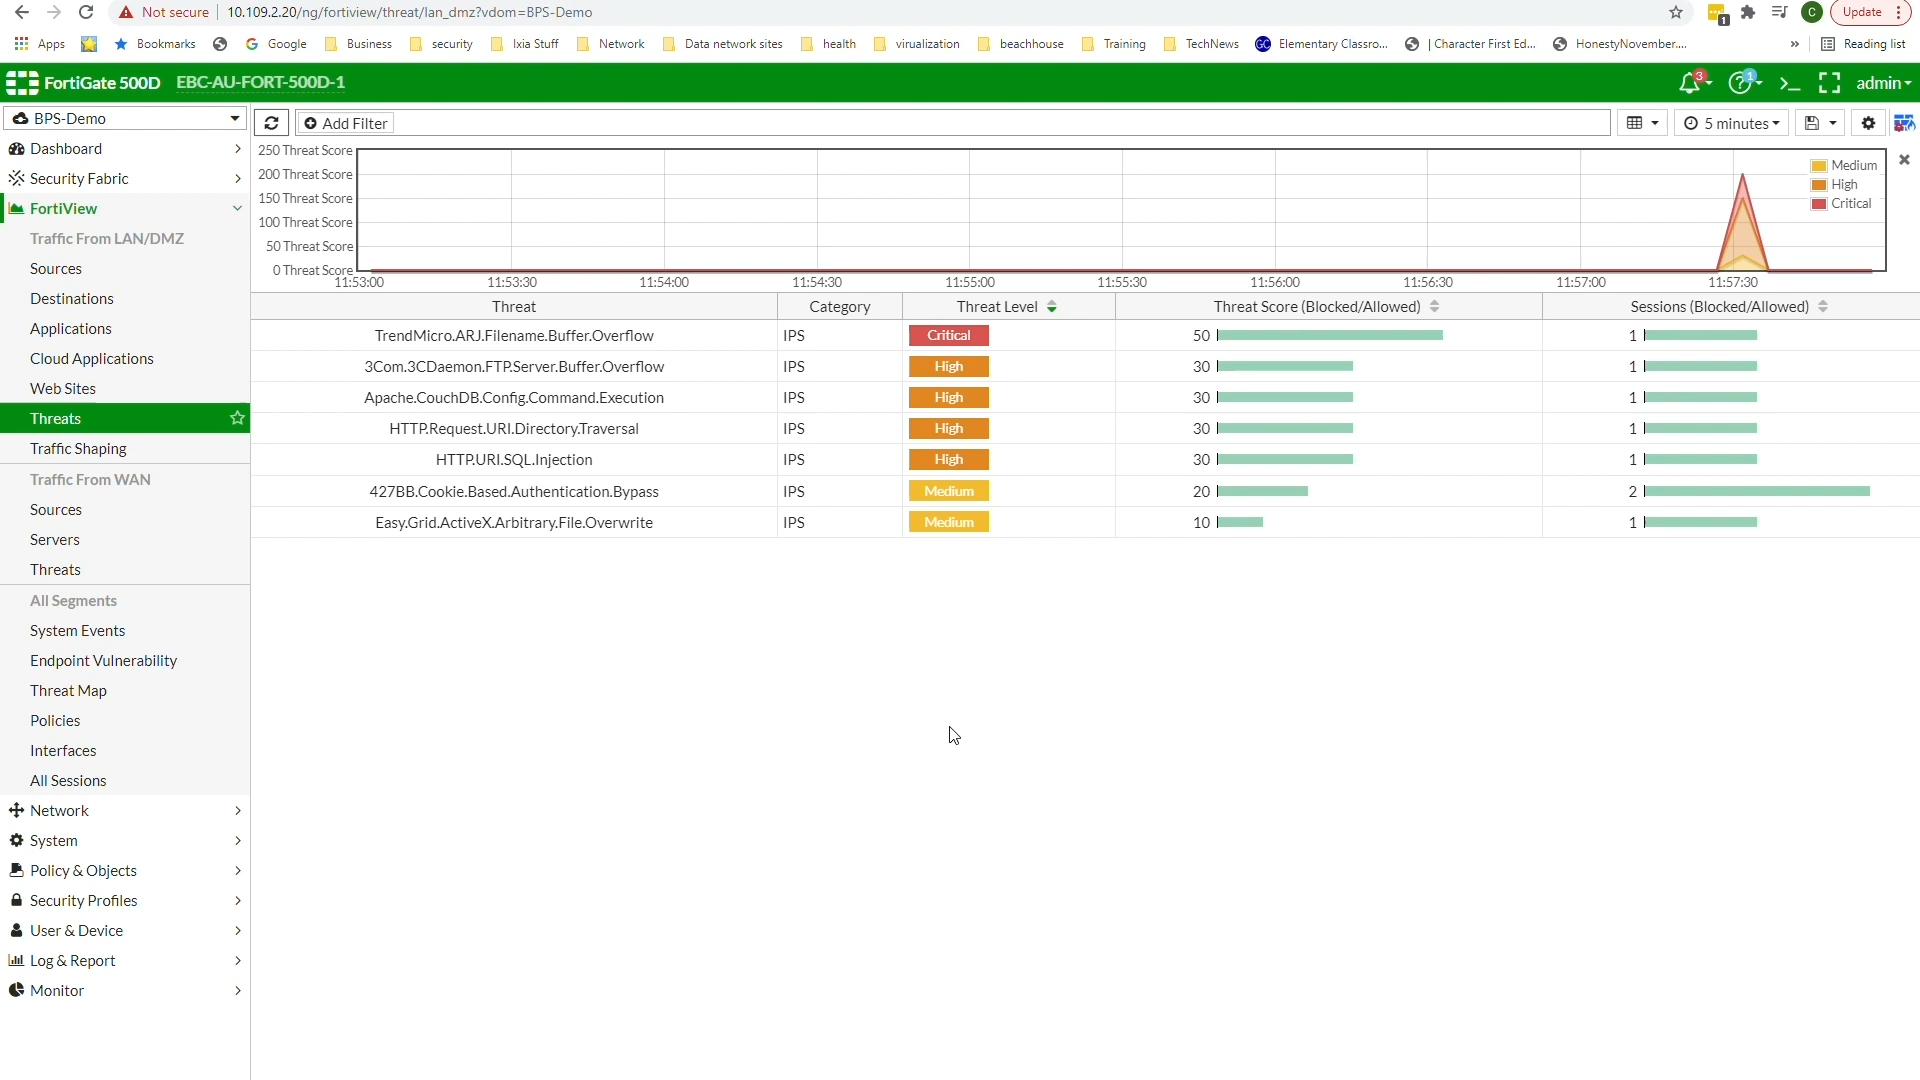 Not secure | 10.109.2.20/ng/fortiview/threat/lan_dmz?vdom=BPS-Demo
1
C
Update
Apps
Bookmarks
Google
Business
security
Ixia Stuff
Network
Data network sites
health
virualization
beachhouse
Training
TechNews
GC Elementary Classro...
| Character First Ed...
HonestyNovember....
»
Reading list
FortiGate 500D EBC-AU-FORT-500D-1
3
1
admin
BPS-Demo
Add Filter
5 minutes
Dashboard
Security Fabric
FortiView
Traffic From LAN/DMZ
Sources
Destinations
Applications
Cloud Applications
Web Sites
Threats
Traffic Shaping
Traffic From WAN
Sources
Servers
Threats
All Segments
System Events
Endpoint Vulnerability
Threat Map
Policies
Interfaces
All Sessions
Network
System
Policy & Objects
Security Profiles
User & Device
Log & Report
Monitor
250 Threat Score
200 Threat Score
150 Threat Score
100 Threat Score
50 Threat Score
0 Threat Score
Medium
High
Critical
11:53:00 11:53:30 11:54:00 11:54:30 11:55:00 11:55:30 11:56:00 11:56:30 11:57:00 11:57:30
Threat Category Threat Level Threat Score (Blocked/Allowed) Sessions (Blocked/Allowed)
TrendMicro.ARJ.Filename.Buffer.Overflow IPS Critical 50 1
3Com.3CDaemon.FTP.Server.Buffer.Overflow IPS High 30 1
Apache.CouchDB.Config.Command.Execution IPS High 30 1
HTTP.Request.URI.Directory.Traversal IPS High 30 1
HTTP.URI.SQL.Injection IPS High 30 1
427BB.Cookie.Based.Authentication.Bypass IPS Medium 20 2
Easy.Grid.ActiveX.Arbitrary.File.Overwrite IPS Medium 10 1